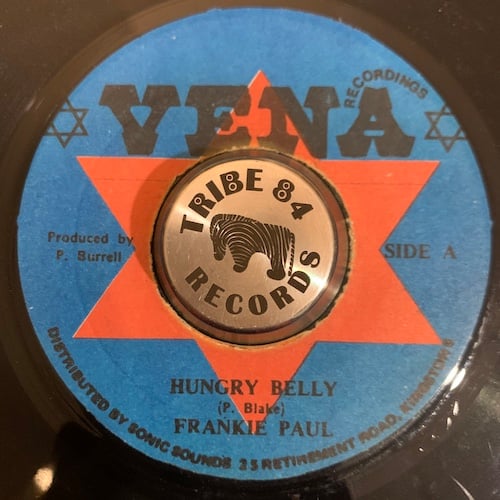 VENA
RECORDINGS
TRIBE 84
RECORDS
Produced by
P. Burrell
SIDE A
HUNGRY BELLY
(P. Blake)
FRANKIE PAUL
DISTRIBUTED BY SONIC SOUNDS. 25 RETIREMENT ROAD, KINGSTON 5